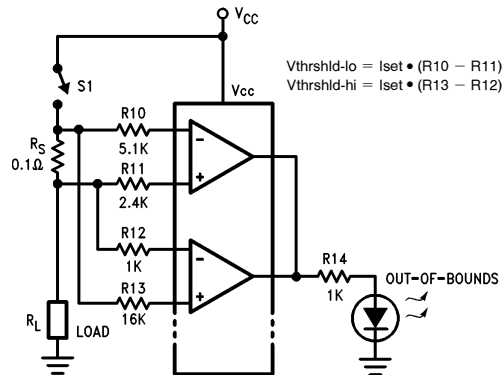 VCC
Vthrshld-lo = Iset • (R10 – R11)
Vthrshld-hi = Iset • (R13 – R12)
S1
Vcc
R10
5.1K
RS
0.1Ω
R11
2.4K
R12
1K
R13
16K
R14
1K
OUT-OF-BOUNDS
RL
LOAD